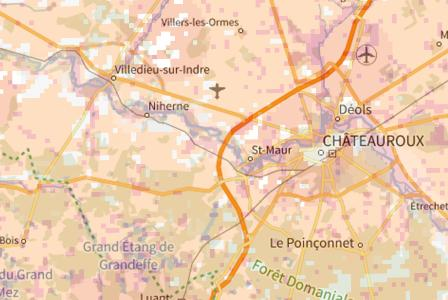 Villers-les-Ormes
Villedieu-sur-Indre
Niherne
Déols
CHÂTEAUROUX
St-Maur
Étrechet
Bois
Grand Étang de
Grandeffe
Le Poinçonnet
du Grand
Mez
Forêt Domaniale
Luant
M